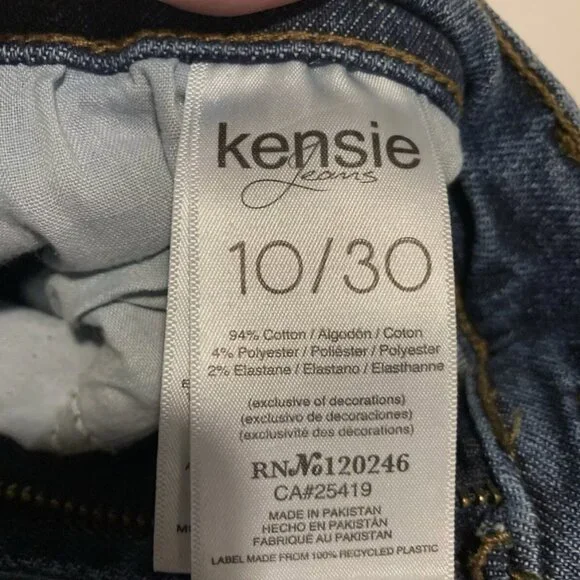 kensie
Jeans
10/30
94% Cotton / Algodón / Coton
4% Polyester / Poliéster / Polyester
2% Elastane / Elastano / Elasthanne
(exclusive of decorations)
(exclusivo de decoraciones)
(exclusivité des décorations)
RN№120246
CA#25419
MADE IN PAKISTAN
HECHO EN PAKISTÁN
FABRIQUÉ AU PAKISTAN
LABEL MADE FROM 100% RECYCLED PLASTIC